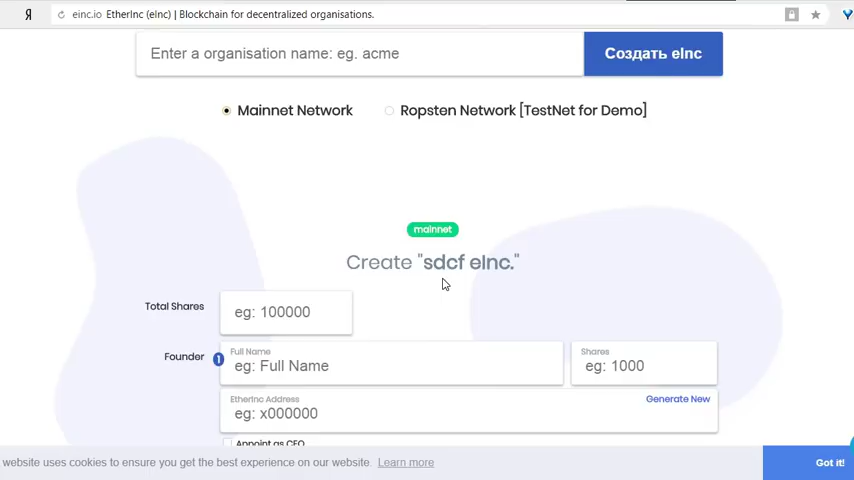 Я einc.io EtherInc (eInc) | Blockchain for decentralized organisations.
Enter a organisation name: eg. acme Создать eInc
Mainnet Network Ropsten Network [TestNet for Demo]
mainnet
Create "sdcf eInc."
Total Shares eg: 100000
Founder 1 Full Name Shares
eg: Full Name eg: 1000
EtherInc Address Generate New
eg: x000000
Appoint as CEO
website uses cookies to ensure you get the best experience on our website. Learn more Got it!